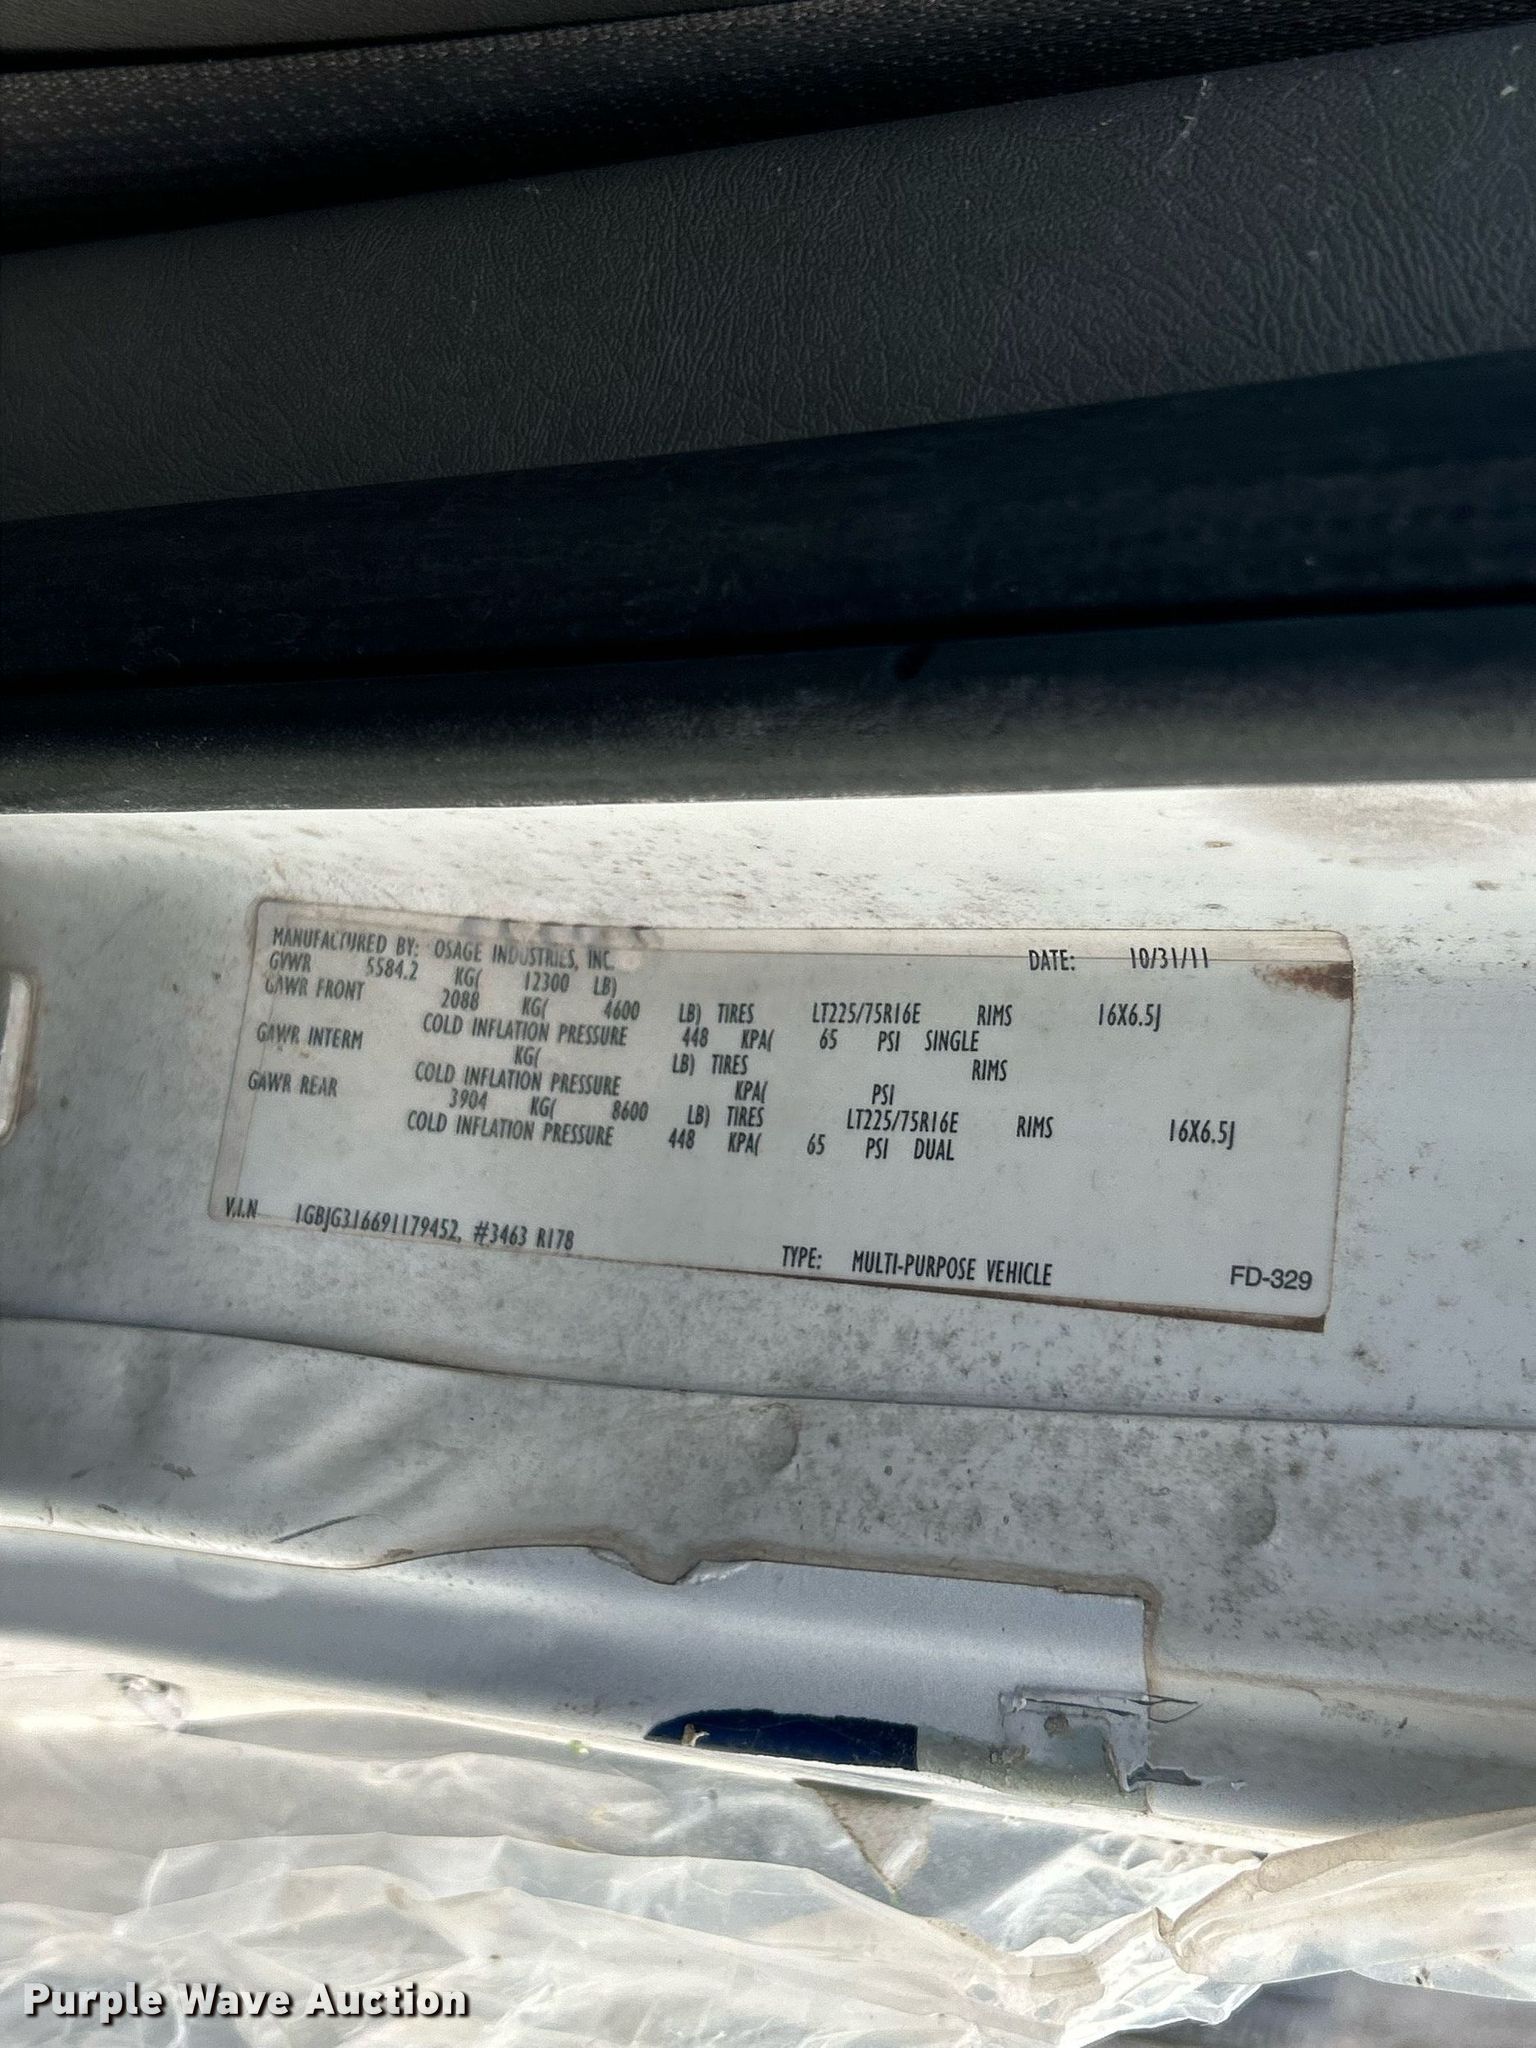 MANUFACTURED BY: OSAGE INDUSTRIES, INC. DATE: 10/31/11
GVWR 5584.2 KG( 12300 LB)
GAWR FRONT 2088 KG( 4600 LB) TIRES LT225/75R16E RIMS 16X6.5J
COLD INFLATION PRESSURE 448 KPA( 65 PSI SINGLE
GAWR INTERM KG( LB) TIRES RIMS
COLD INFLATION PRESSURE KPA( PSI
GAWR REAR 3904 KG( 8600 LB) TIRES LT225/75R16E RIMS 16X6.5J
COLD INFLATION PRESSURE 448 KPA( 65 PSI DUAL
V.I.N 1GBJG316691179452, #3463 R178
TYPE: MULTI-PURPOSE VEHICLE FD-329
Purple Wave Auction